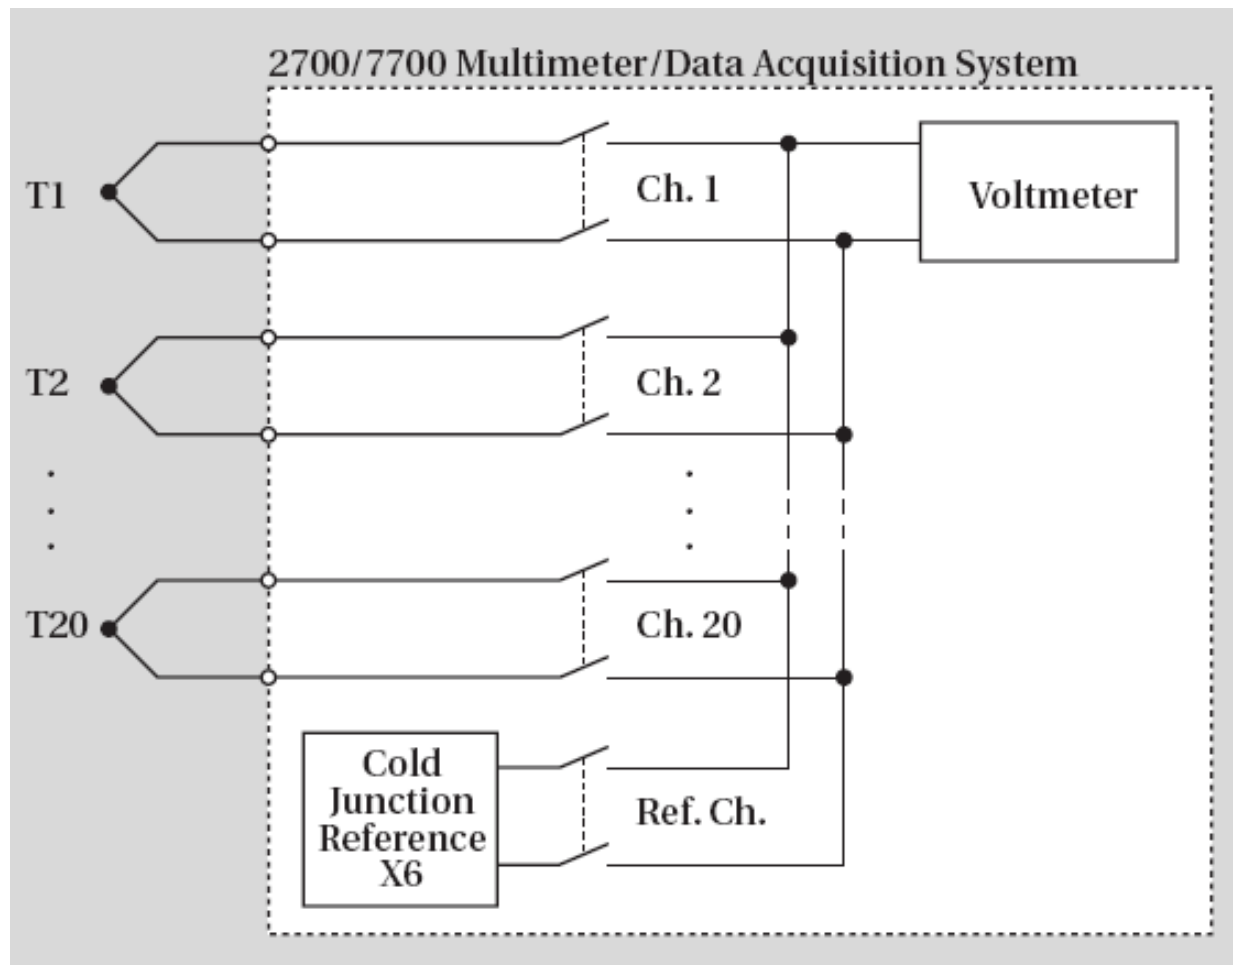 2700/7700 Multimeter/Data Acquisition System
T1
Ch. 1
Voltmeter
T2
Ch. 2
T20
Ch. 20
Cold
Junction
Reference
X6
Ref. Ch.